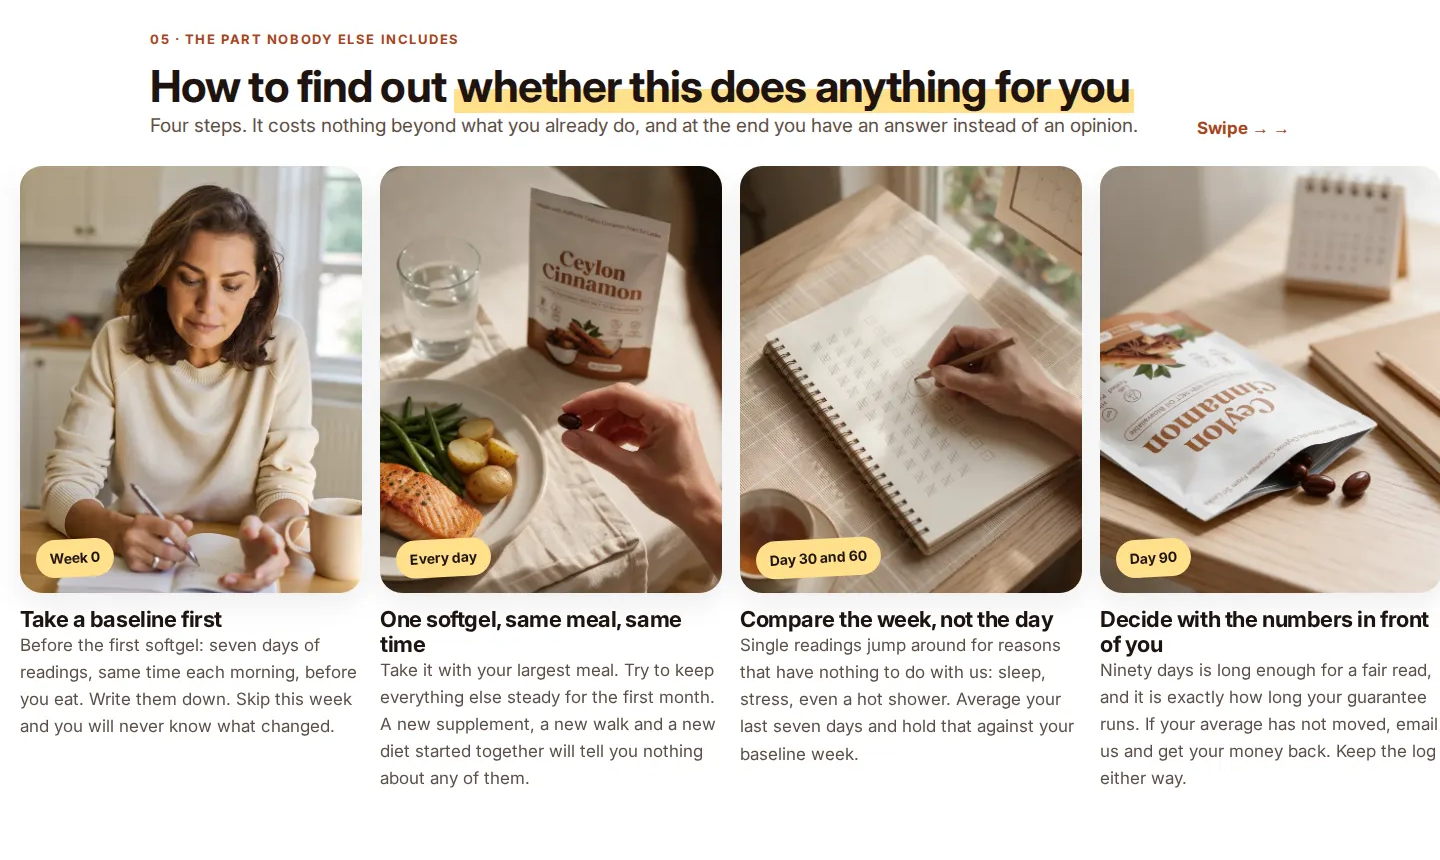 05 · THE PART NOBODY ELSE INCLUDES
How to find out whether this does anything for you
Four steps. It costs nothing beyond what you already do, and at the end you have an answer instead of an opinion.
Swipe → →
Ceylon
Cinnamon
Ceylon
Cinnamon
Week 0
Every day
Day 30 and 60
Day 90
Take a baseline first
Before the first softgel: seven days of
readings, same time each morning, before
you eat. Write them down. Skip this week
and you will never know what changed.
One softgel, same meal, same
time
Take it with your largest meal. Try to keep
everything else steady for the first month.
A new supplement, a new walk and a new
diet started together will tell you nothing
about any of them.
Compare the week, not the day
Single readings jump around for reasons
that have nothing to do with us: sleep,
stress, even a hot shower. Average your
last seven days and hold that against your
baseline week.
Decide with the numbers in front
of you
Ninety days is long enough for a fair read,
and it is exactly how long your guarantee
runs. If your average has not moved, email
us and get your money back. Keep the log
either way.